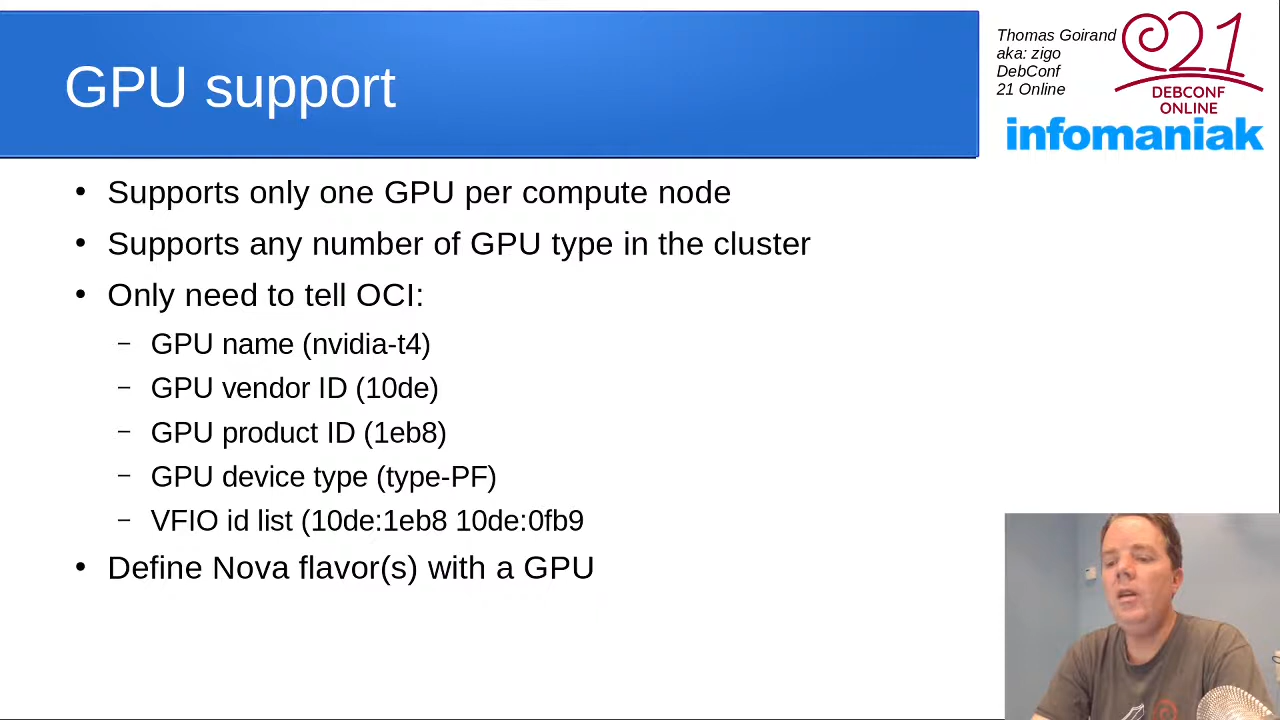 GPU support
Thomas Goirand
aka: zigo
DebConf
21 Online
21
DEBCONF
ONLINE
infomaniak
• Supports only one GPU per compute node
• Supports any number of GPU type in the cluster
• Only need to tell OCI:
– GPU name (nvidia-t4)
– GPU vendor ID (10de)
– GPU product ID (1eb8)
– GPU device type (type-PF)
– VFIO id list (10de:1eb8 10de:0fb9
• Define Nova flavor(s) with a GPU